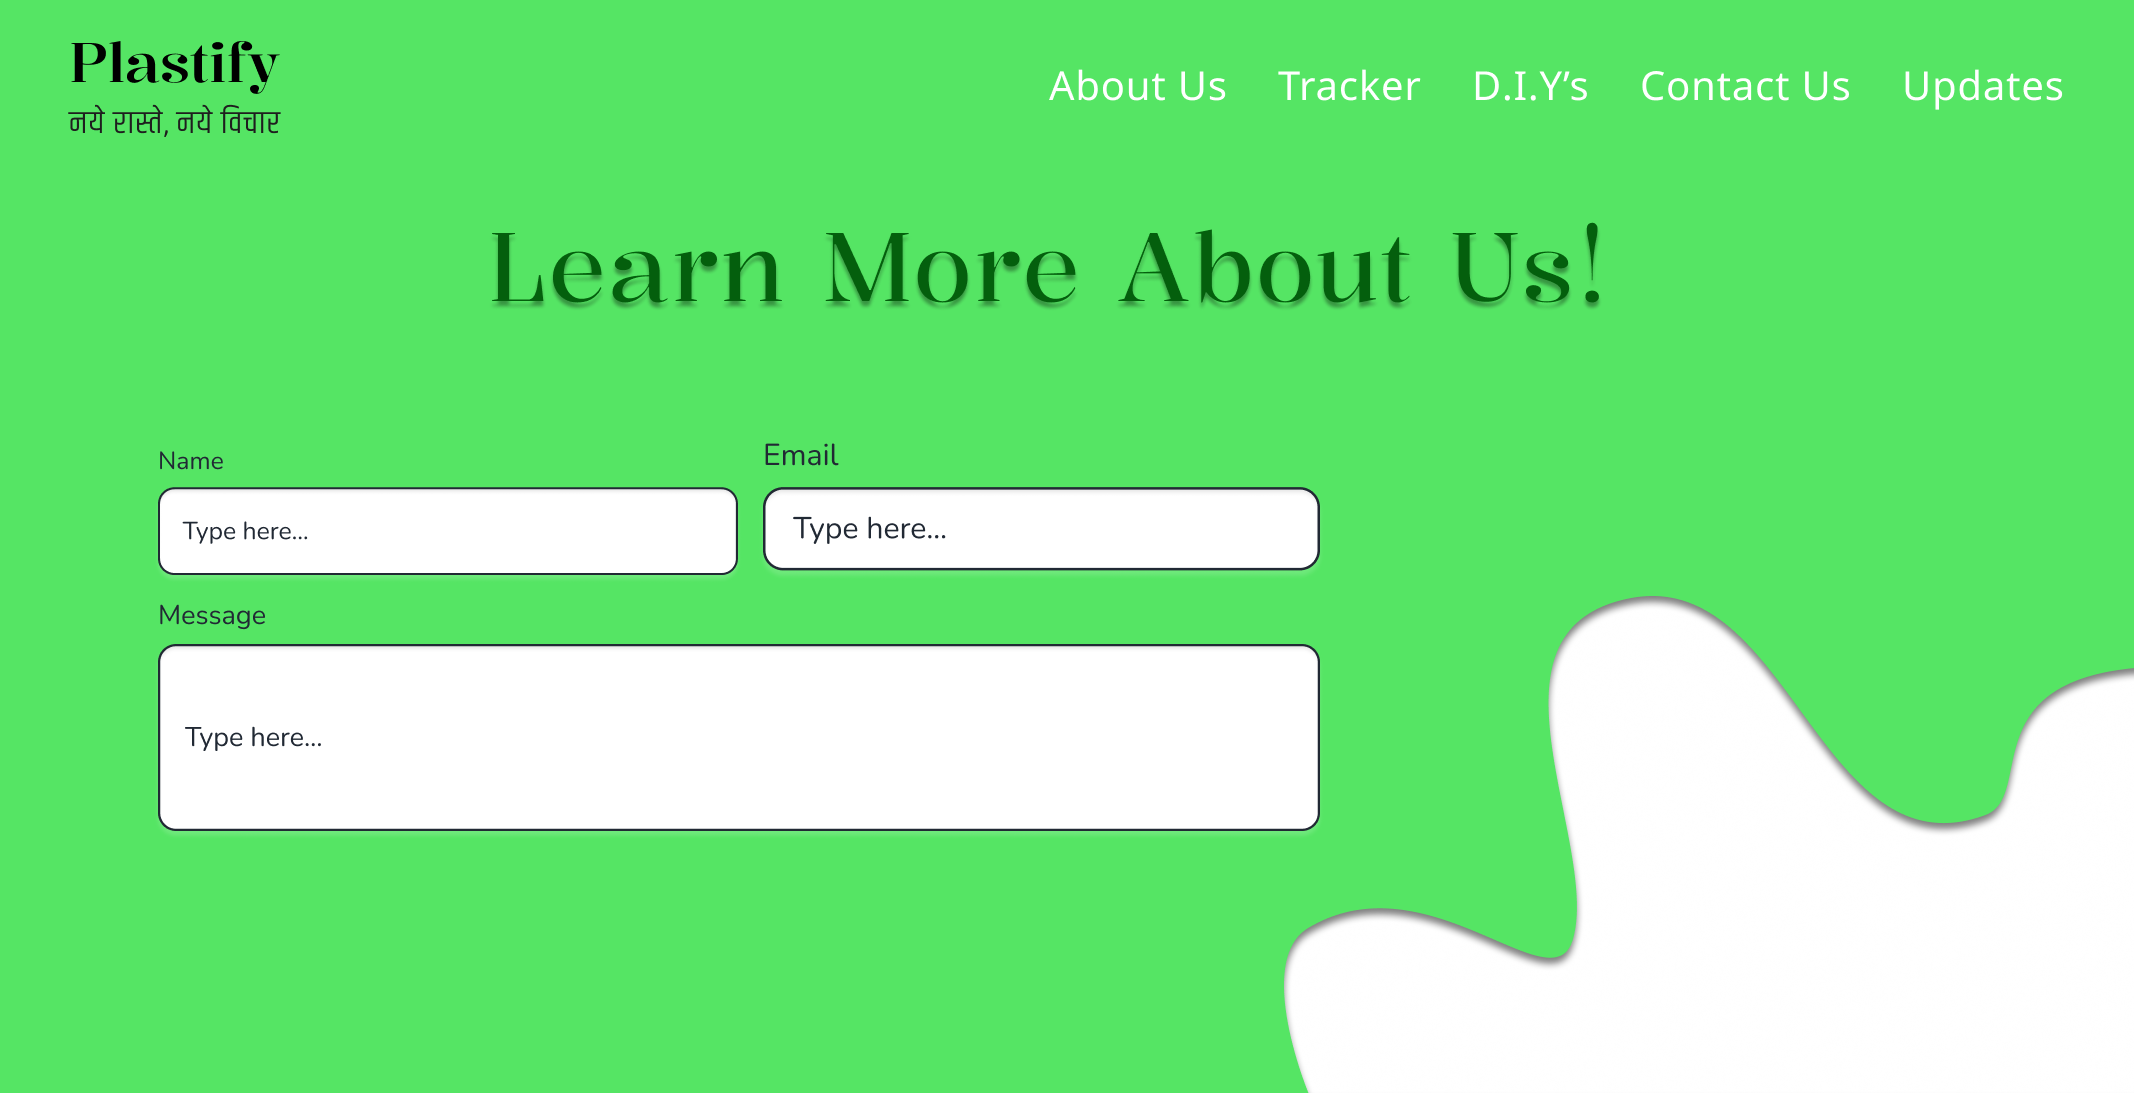 Plastify
नये रास्ते, नये विचार
About Us Tracker D.I.Y’s Contact Us Updates
Learn More About Us!
Name Email
Type here... Type here...
Message
Type here...